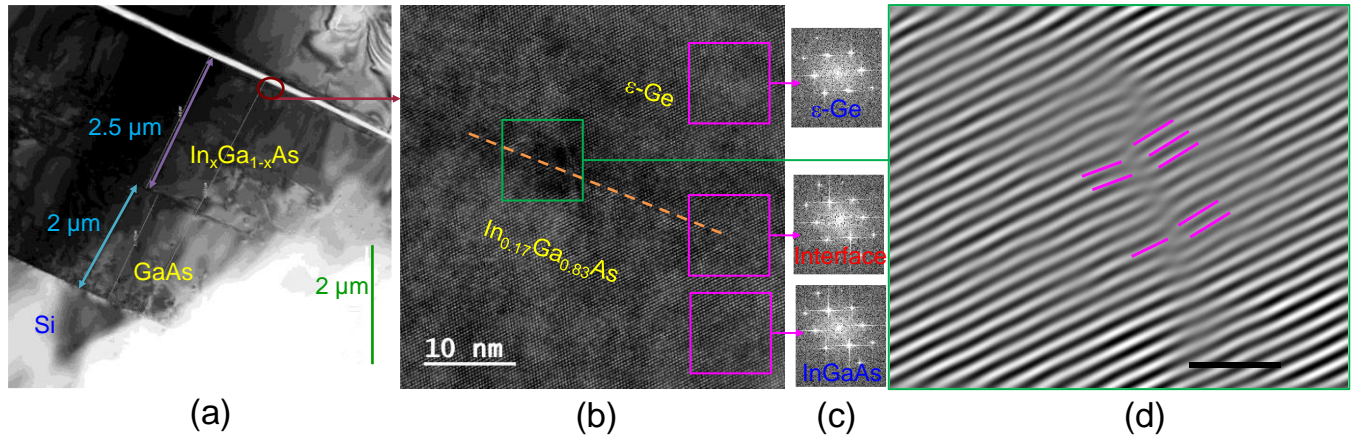 2.5 μm
InₓGa₁₋ₓAs
2 μm
GaAs
Si
2 μm
(a)
ε-Ge
In₀.₁₇Ga₀.₈₃As
10 nm
(b)
ε-Ge
Interface
InGaAs
(c)
(d)